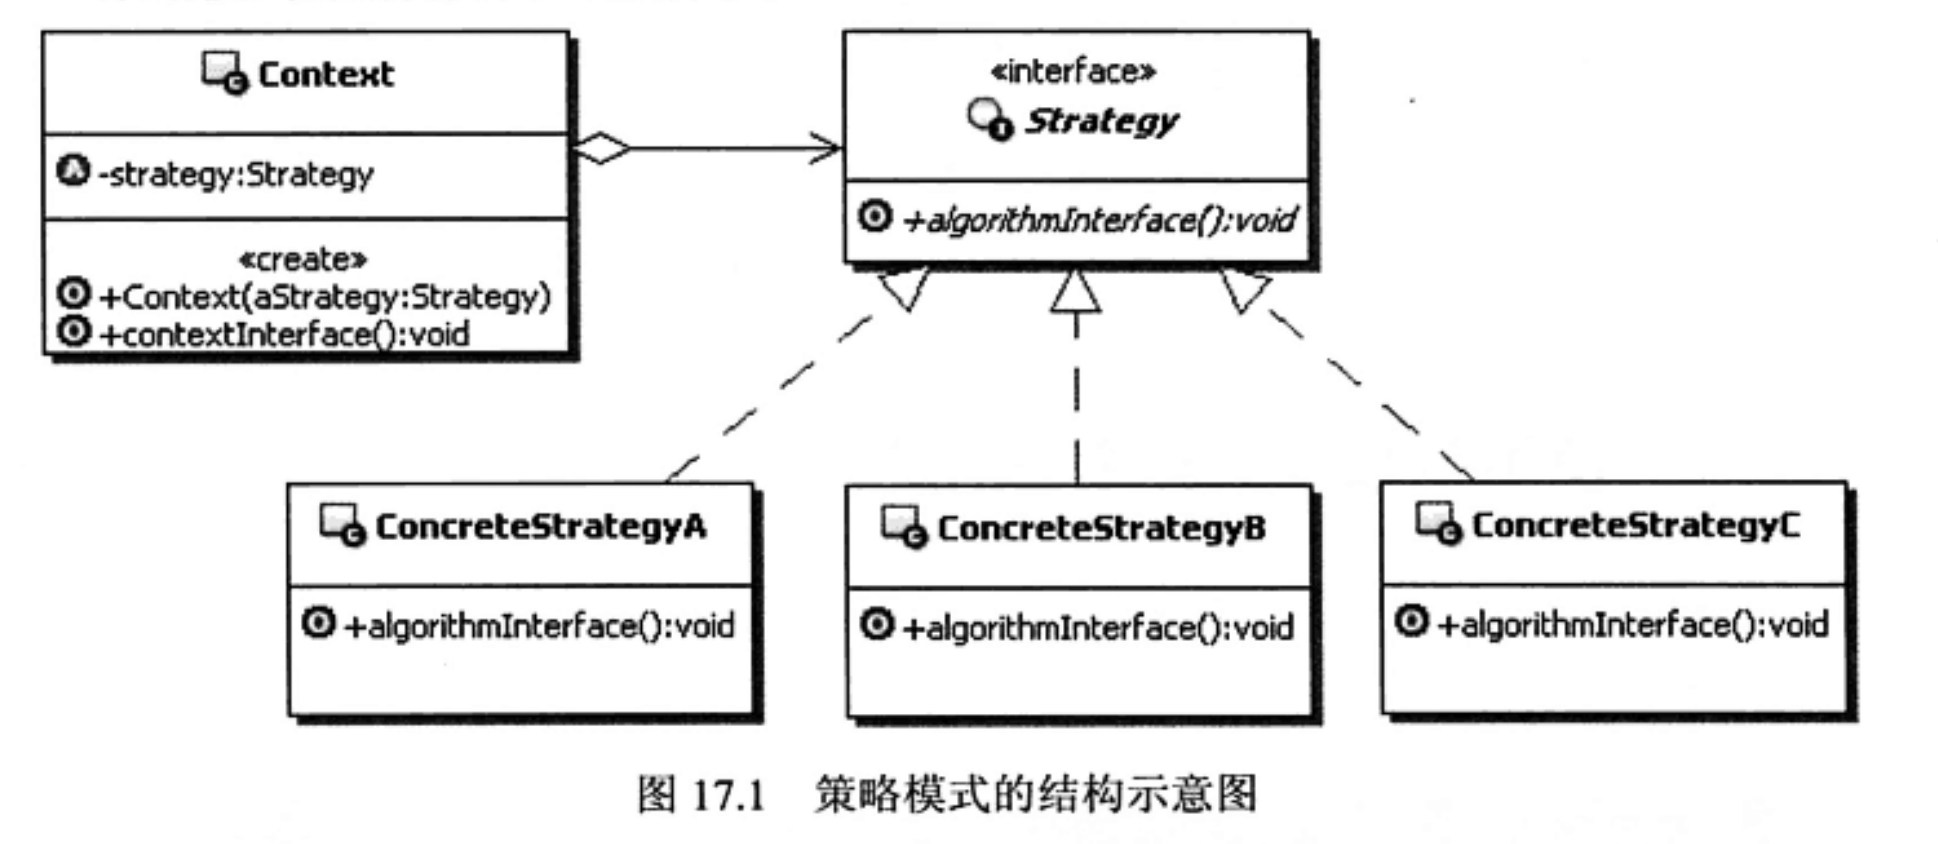 Context
-strategy:Strategy
«create»
+Context(aStrategy:Strategy)
+contextInterface():void
«interface»
Strategy
+algorithmInterface():void
ConcreteStrategyA
+algorithmInterface():void
ConcreteStrategyB
+algorithmInterface():void
ConcreteStrategyC
+algorithmInterface():void
图 17.1 策略模式的结构示意图